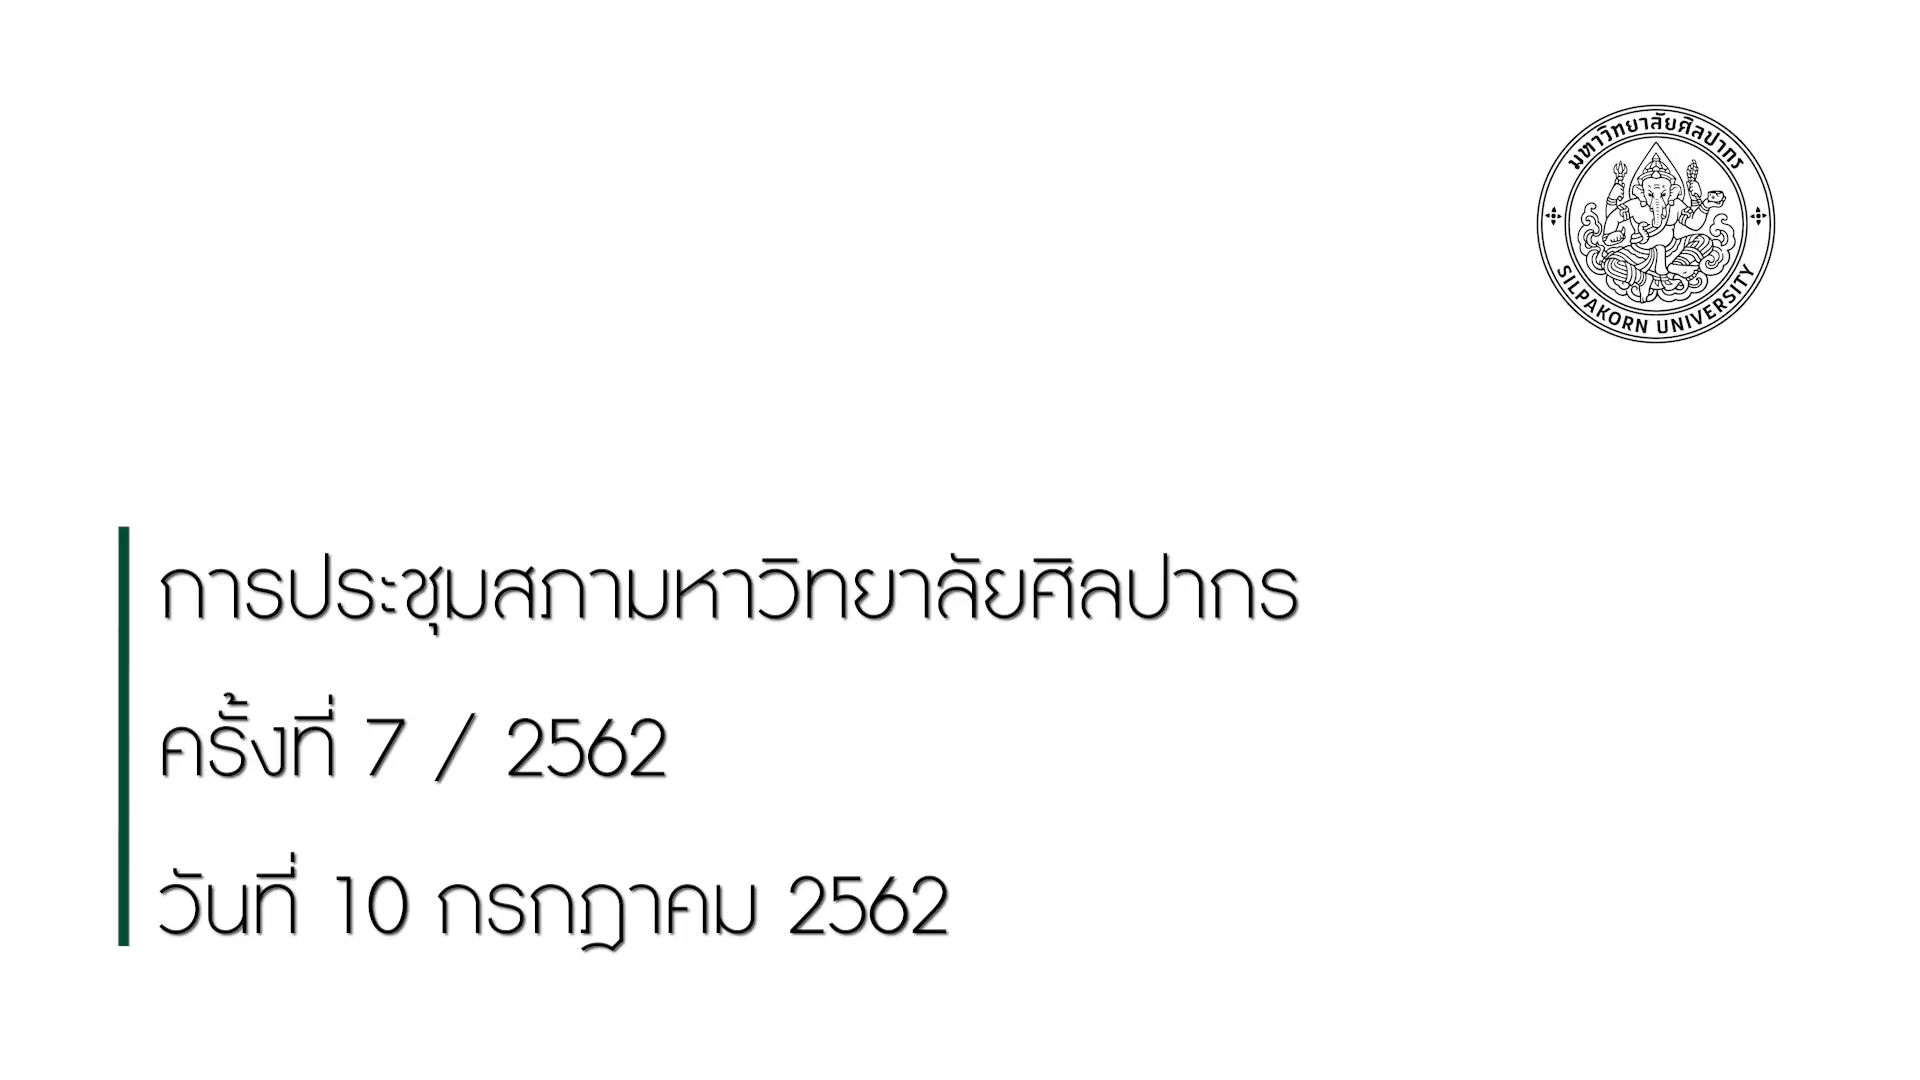 มหาวิทยาลัยศิลปากร
SILPAKORN UNIVERSITY
การประชุมสภามหาวิทยาลัยศิลปากร
ครั้งที่ 7 / 2562
วันที่ 10 กรกฎาคม 2562